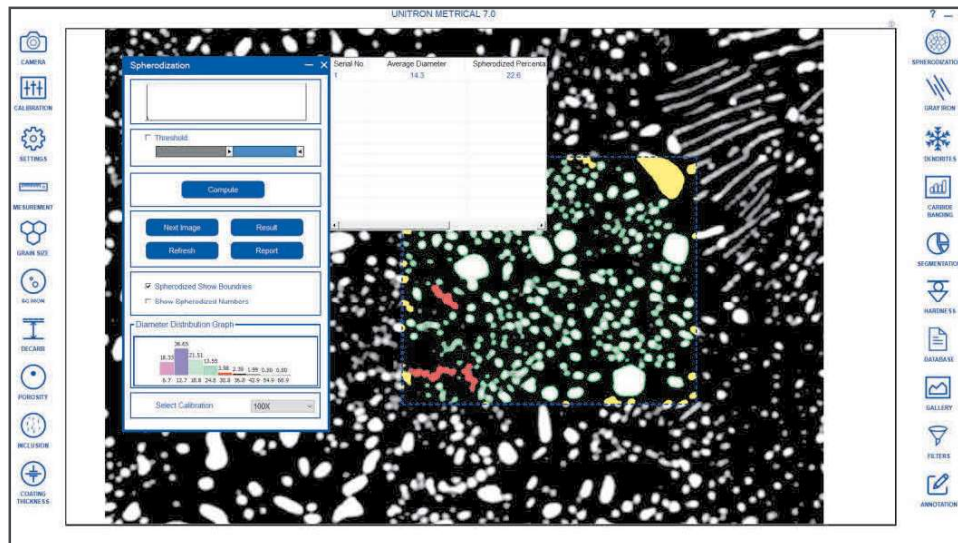 UNITRON METRICAL 7.0
? –
CAMERA
CALIBRATION
SETTINGS
MESUREMENT
GRAIN SIZE
SG IRON
DECARB
POROSITY
INCLUSION
COATING
THICKNESS
Spherodization – ×
Threshold
Compute
Next Image Result
Refresh Report
Spherodized Show Boundries
Show Spherodized Numbers
Diameter Distribution Graph
Select Calibration 100X
Serial No. Average Diameter Spherodized Percenta
1 14.3 22.6
SPHERODIZATION
GRAY IRON
DENDRITES
CARBIDE
BANDING
SEGMENTATION
HARDNESS
DATABASE
GALLERY
FILTERS
ANNOTATION